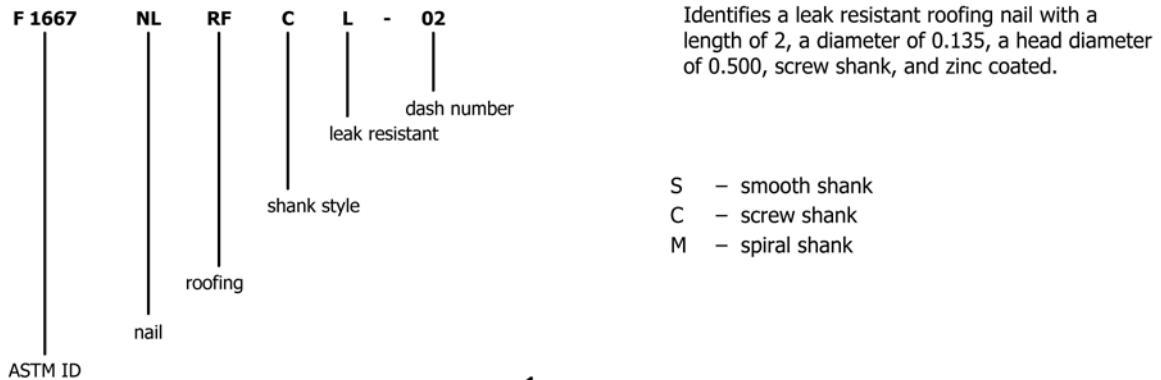 F 1667 NL RF C L - 02
dash number
leak resistant
shank style
roofing
nail
ASTM ID
Identifies a leak resistant roofing nail with a
length of 2, a diameter of 0.135, a head diameter
of 0.500, screw shank, and zinc coated.
S – smooth shank
C – screw shank
M – spiral shank